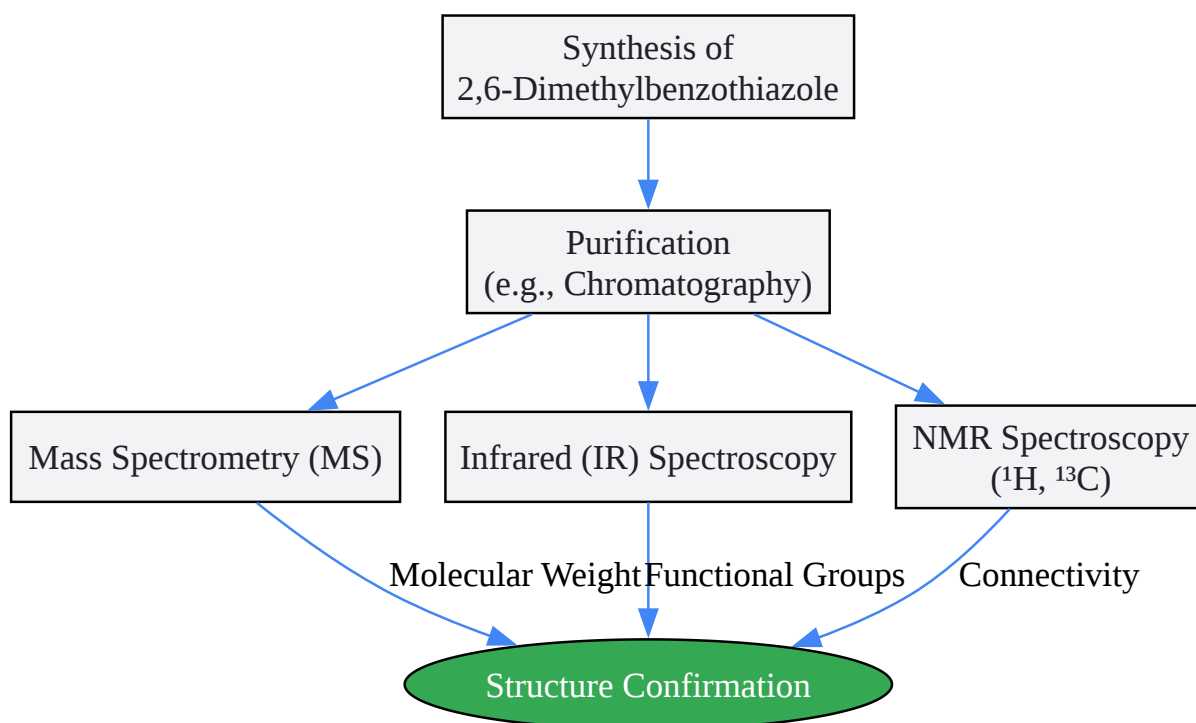 Synthesis of
2,6-Dimethylbenzothiazole
Purification
(e.g., Chromatography)
Mass Spectrometry (MS)
Infrared (IR) Spectroscopy
NMR Spectroscopy
(¹H, ¹³C)
Molecular Weight
Functional Groups
Connectivity
Structure Confirmation